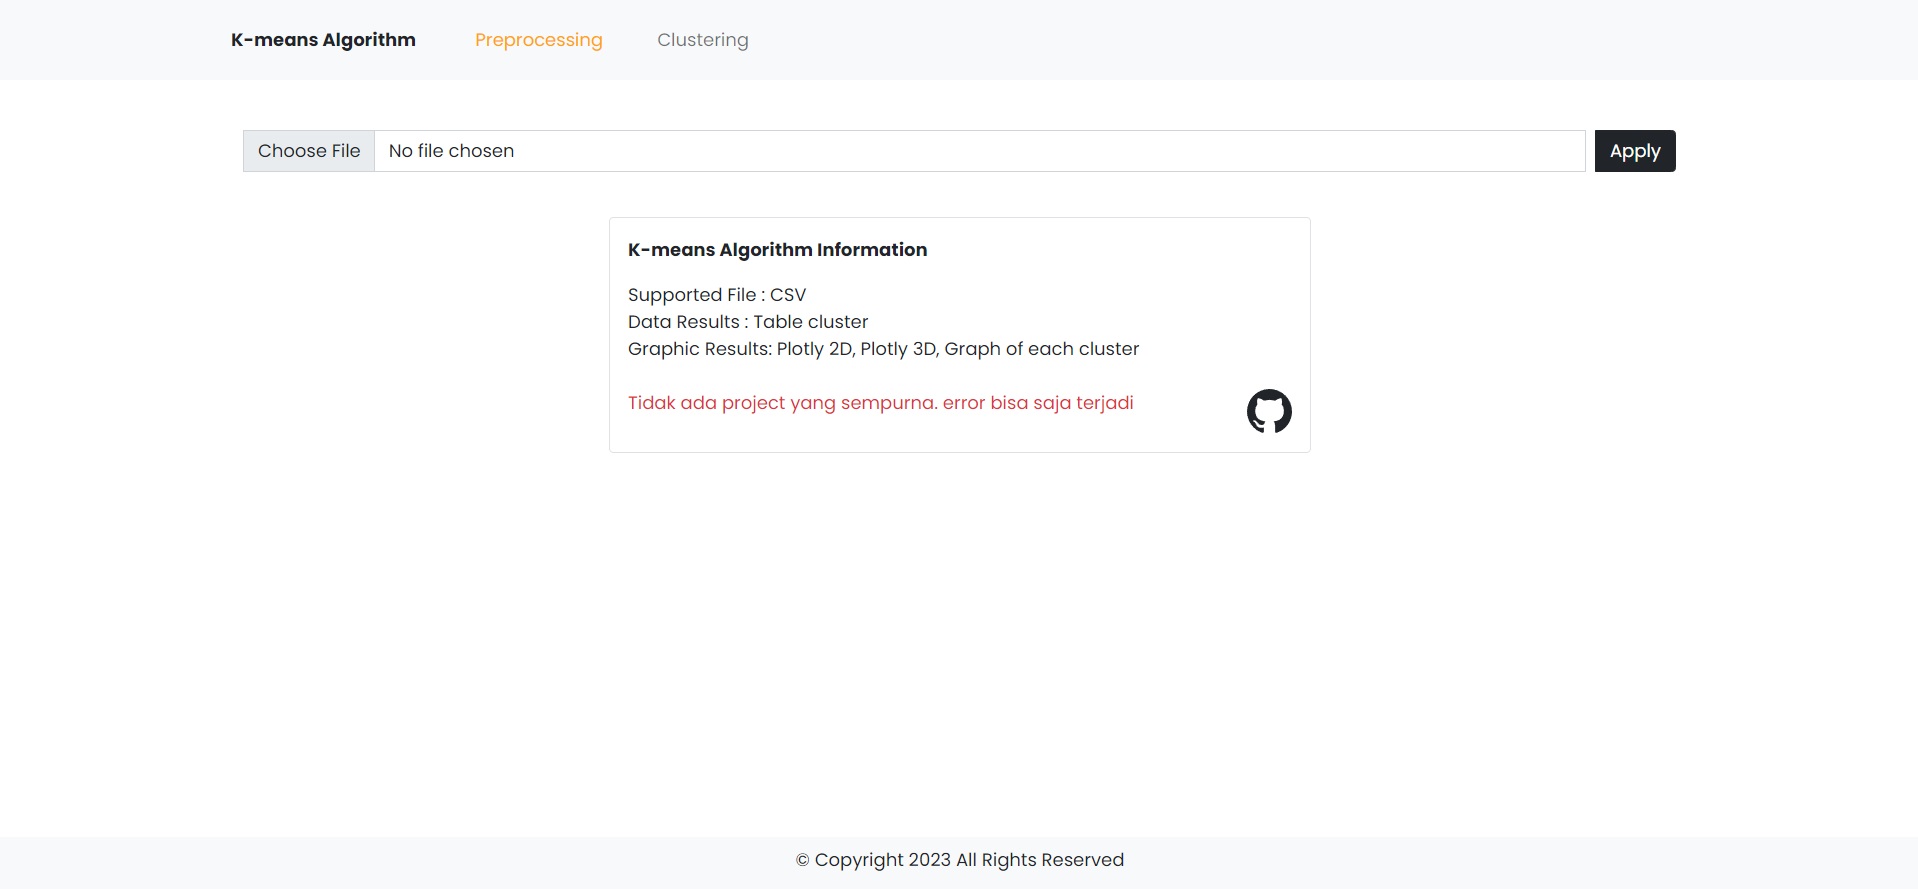 K-means Algorithm Preprocessing Clustering
Choose File No file chosen Apply
K-means Algorithm Information
Supported File : CSV
Data Results : Table cluster
Graphic Results: Plotly 2D, Plotly 3D, Graph of each cluster
Tidak ada project yang sempurna. error bisa saja terjadi
© Copyright 2023 All Rights Reserved